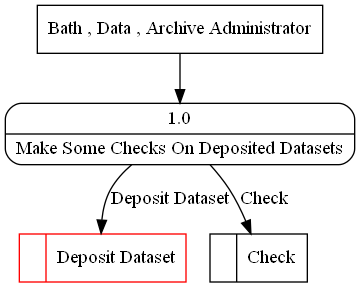 Bath , Data , Archive Administrator
1.0
Make Some Checks On Deposited Datasets
Deposit Dataset
Check
Deposit Dataset
Check